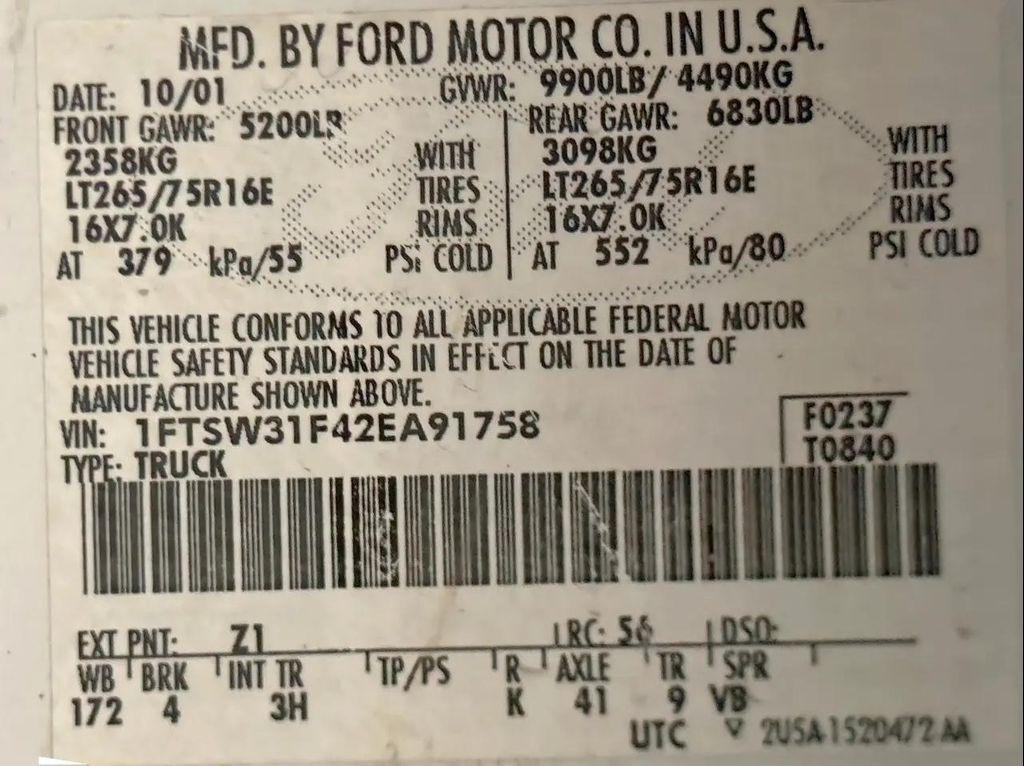 MFD. BY FORD MOTOR CO. IN U.S.A.
DATE: 10/01 GVWR: 9900LB/ 4490KG
FRONT GAWR: 5200LB REAR GAWR: 6830LB
2358KG WITH 3098KG WITH
LT265/75R16E TIRES LT265/75R16E TIRES
16X7.0K RIMS 16X7.0K RIMS
AT 379 kPa/55 PSi COLD AT 552 kPa/80 PSi COLD
THIS VEHICLE CONFORMS TO ALL APPLICABLE FEDERAL MOTOR
VEHICLE SAFETY STANDARDS IN EFFECT ON THE DATE OF
MANUFACTURE SHOWN ABOVE.
VIN: 1FTSW31F42EA91758 F0237
TYPE: TRUCK T0840
EXT PNT: Z1 RC: 56 DSO:
WB BRK INT TR TP/PS R AXLE TR SPR
172 4 3H K 41 9 VB
UTC ▽ 2U5A-1520472 AA